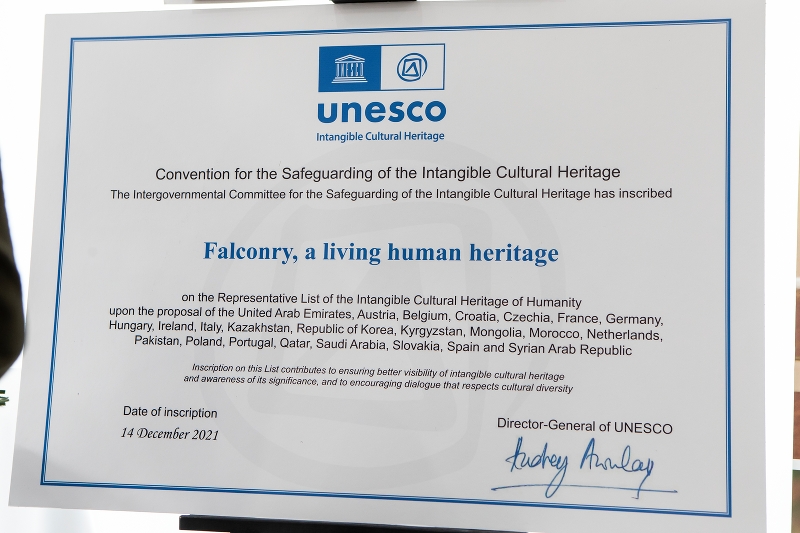 unesco
Intangible Cultural Heritage
Convention for the Safeguarding of the Intangible Cultural Heritage
The Intergovernmental Committee for the Safeguarding of the Intangible Cultural Heritage has inscribed
Falconry, a living human heritage
on the Representative List of the Intangible Cultural Heritage of Humanity
upon the proposal of the United Arab Emirates, Austria, Belgium, Croatia, Czechia, France, Germany,
Hungary, Ireland, Italy, Kazakhstan, Republic of Korea, Kyrgyzstan, Mongolia, Morocco, Netherlands,
Pakistan, Poland, Portugal, Qatar, Saudi Arabia, Slovakia, Spain and Syrian Arab Republic
Inscription on this List contributes to ensuring better visibility of intangible cultural heritage
and awareness of its significance, and to encouraging dialogue that respects cultural diversity
Date of inscription
14 December 2021
Director-General of UNESCO
Audrey Azoulay